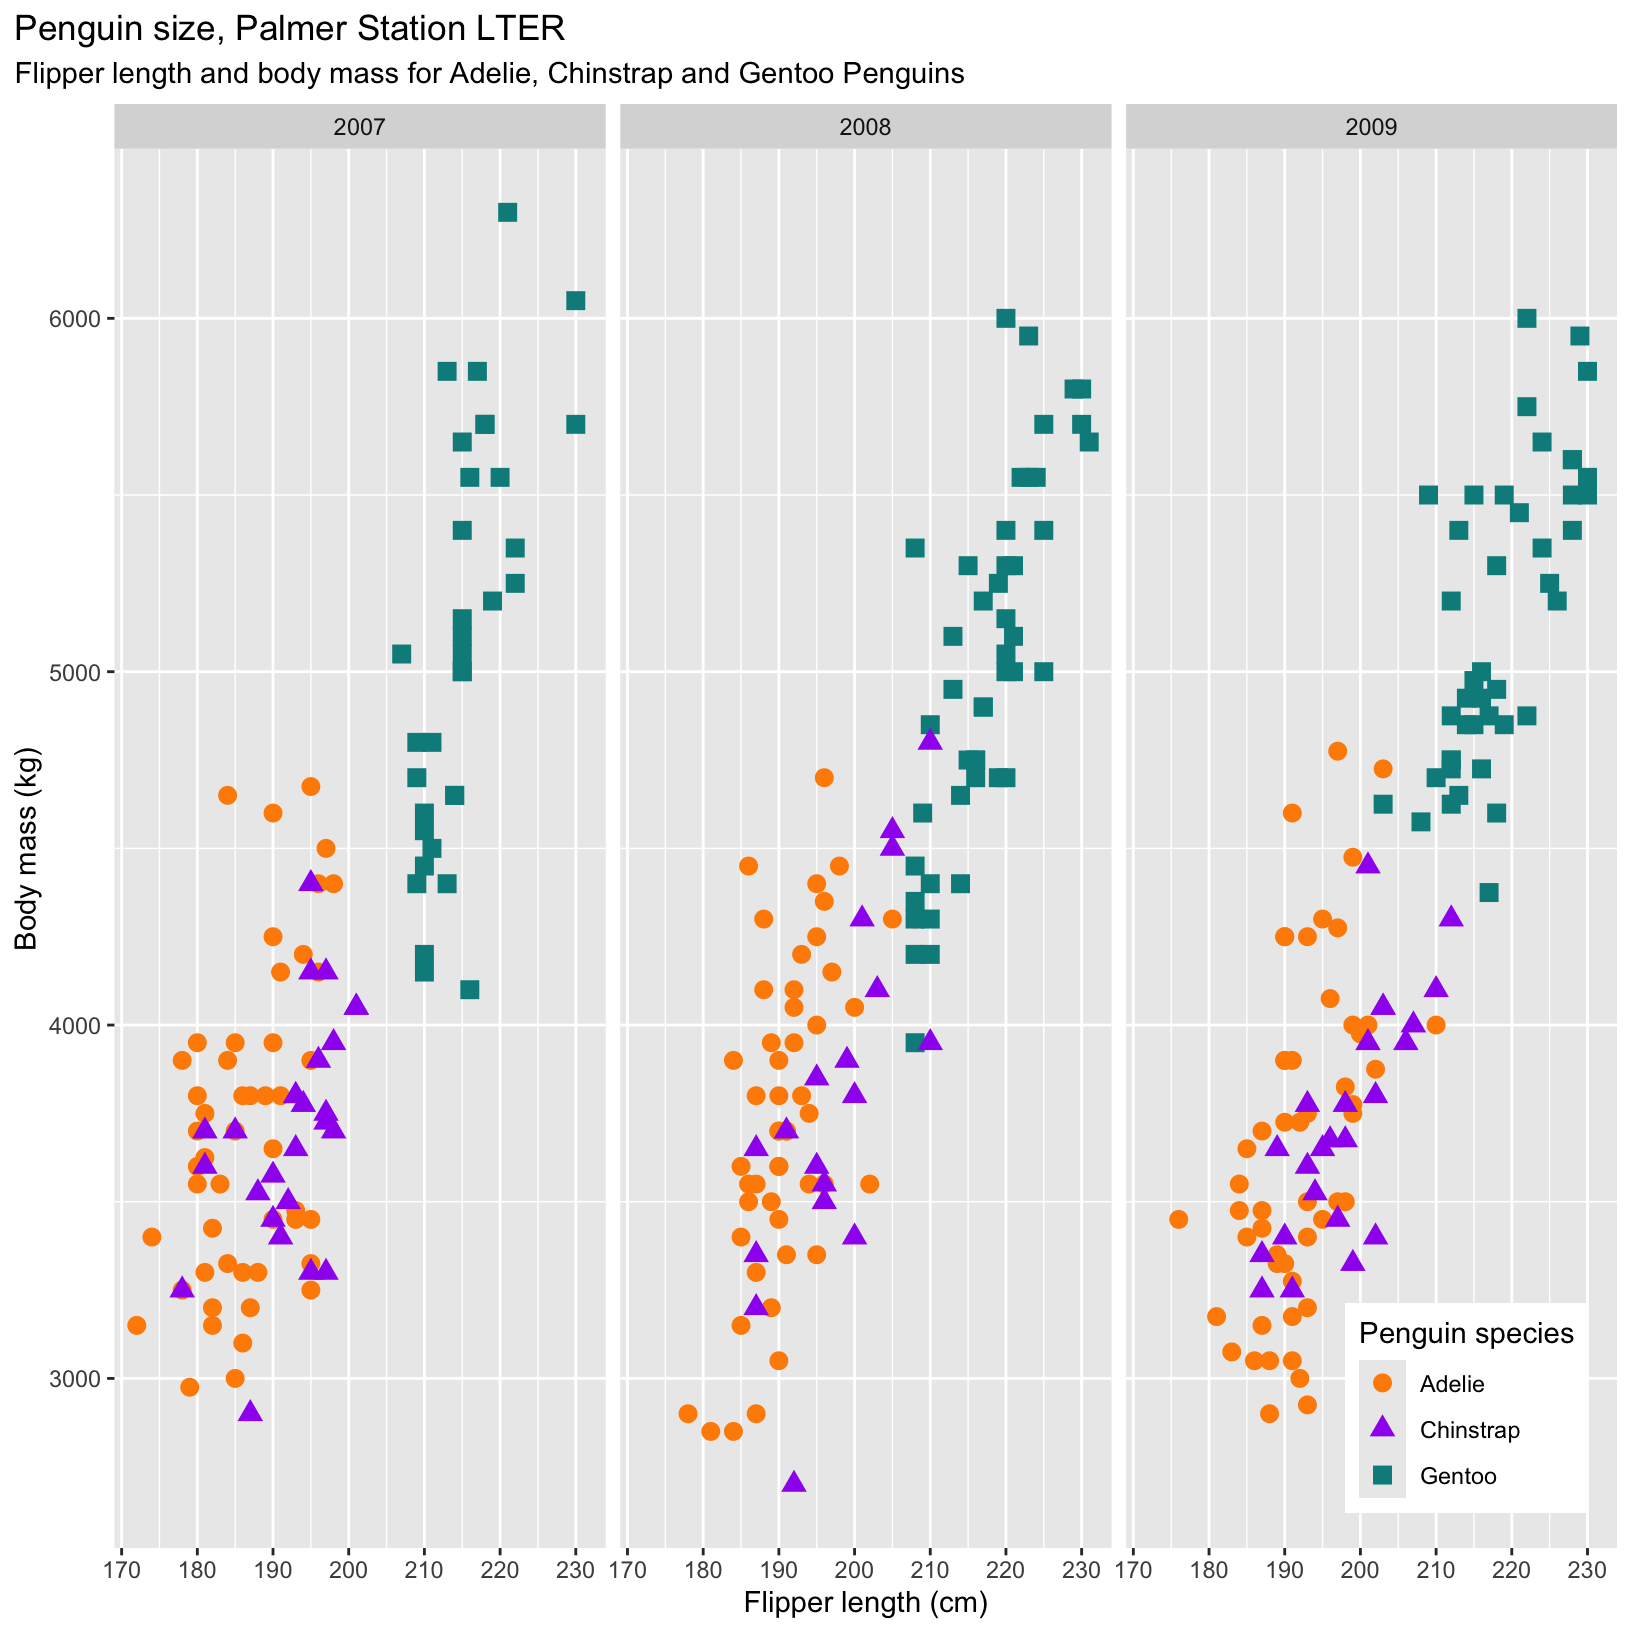 Penguin size, Palmer Station LTER
Flipper length and body mass for Adelie, Chinstrap and Gentoo Penguins
2007 2008 2009
6000
5000
4000
3000
Body mass (kg)
Penguin species
Adelie
Chinstrap
Gentoo
170 180 190 200 210 220 230 170 180 190 200 210 220 230 170 180 190 200 210 220 230
Flipper length (cm)